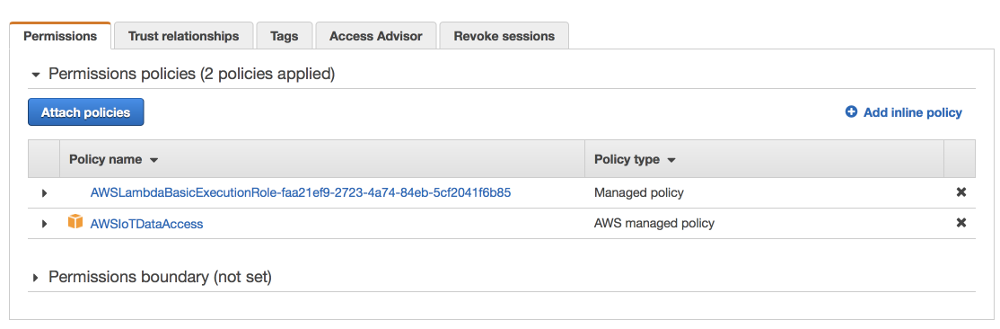 Permissions Trust relationships Tags Access Advisor Revoke sessions
Permissions policies (2 policies applied)
Attach policies Add inline policy
Policy name Policy type
AWSLambdaBasicExecutionRole-faa21ef9-2723-4a74-84eb-5cf2041f6b85 Managed policy
AWSIoTDataAccess AWS managed policy
Permissions boundary (not set)